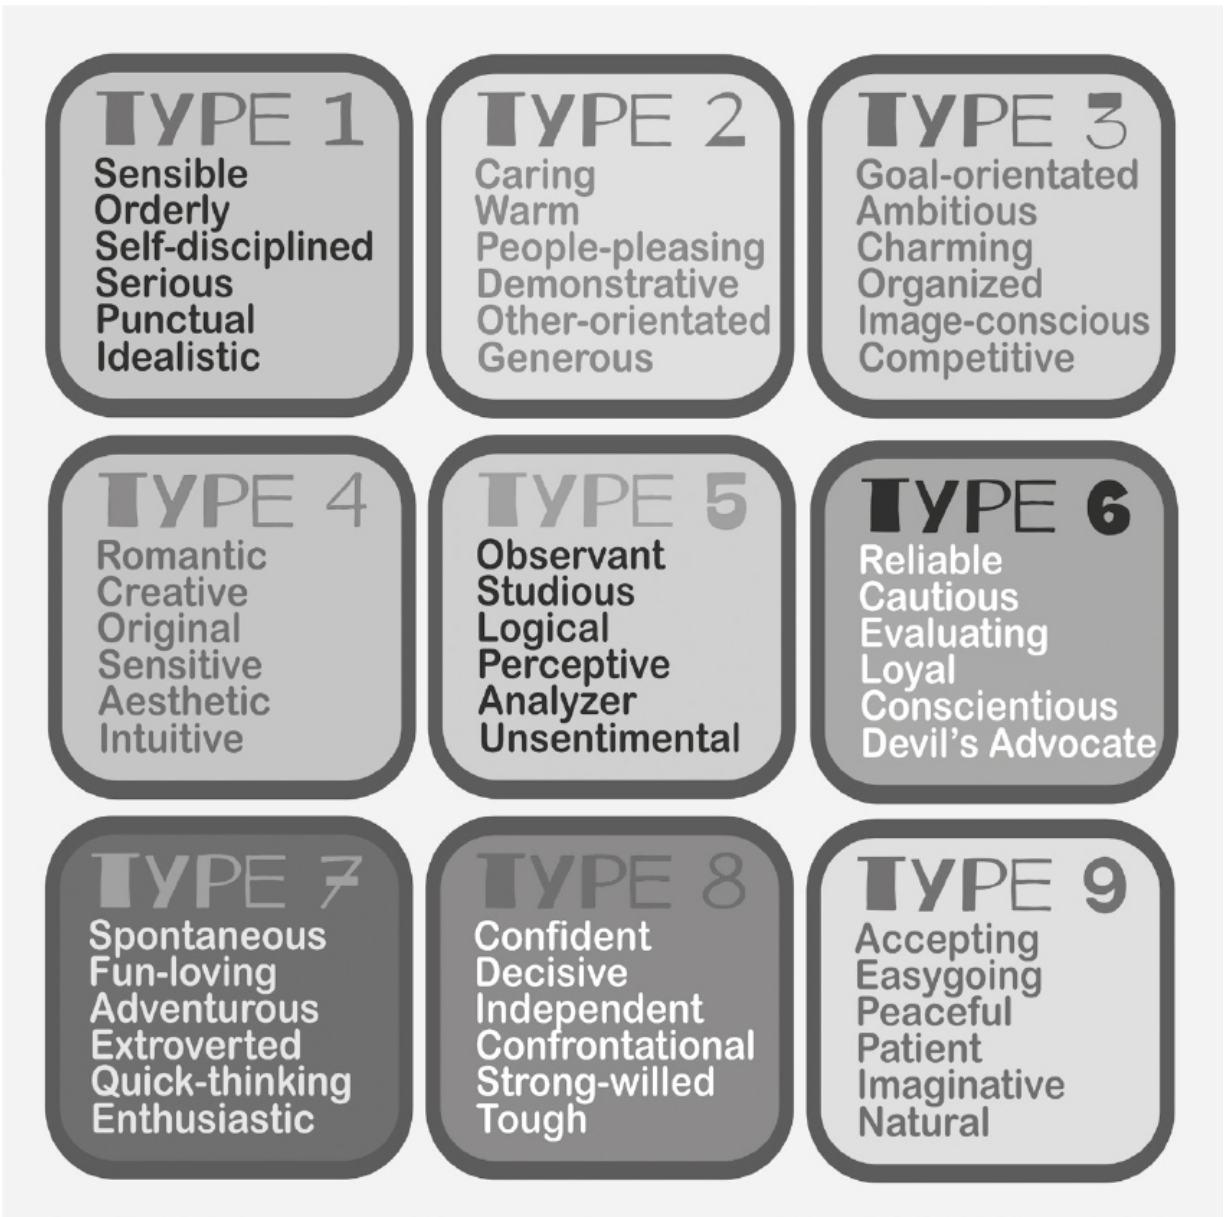 TYPE 1
Sensible
Orderly
Self-disciplined
Serious
Punctual
Idealistic
TYPE 2
Caring
Warm
People-pleasing
Demonstrative
Other-orientated
Generous
TYPE 3
Goal-orientated
Ambitious
Charming
Organized
Image-conscious
Competitive
TYPE 4
Romantic
Creative
Original
Sensitive
Aesthetic
Intuitive
TYPE 5
Observant
Studious
Logical
Perceptive
Analyzer
Unsentimental
TYPE 6
Reliable
Cautious
Evaluating
Loyal
Conscientious
Devil's Advocate
TYPE 7
Spontaneous
Fun-loving
Adventurous
Extroverted
Quick-thinking
Enthusiastic
TYPE 8
Confident
Decisive
Independent
Confrontational
Strong-willed
Tough
TYPE 9
Accepting
Easygoing
Peaceful
Patient
Imaginative
Natural